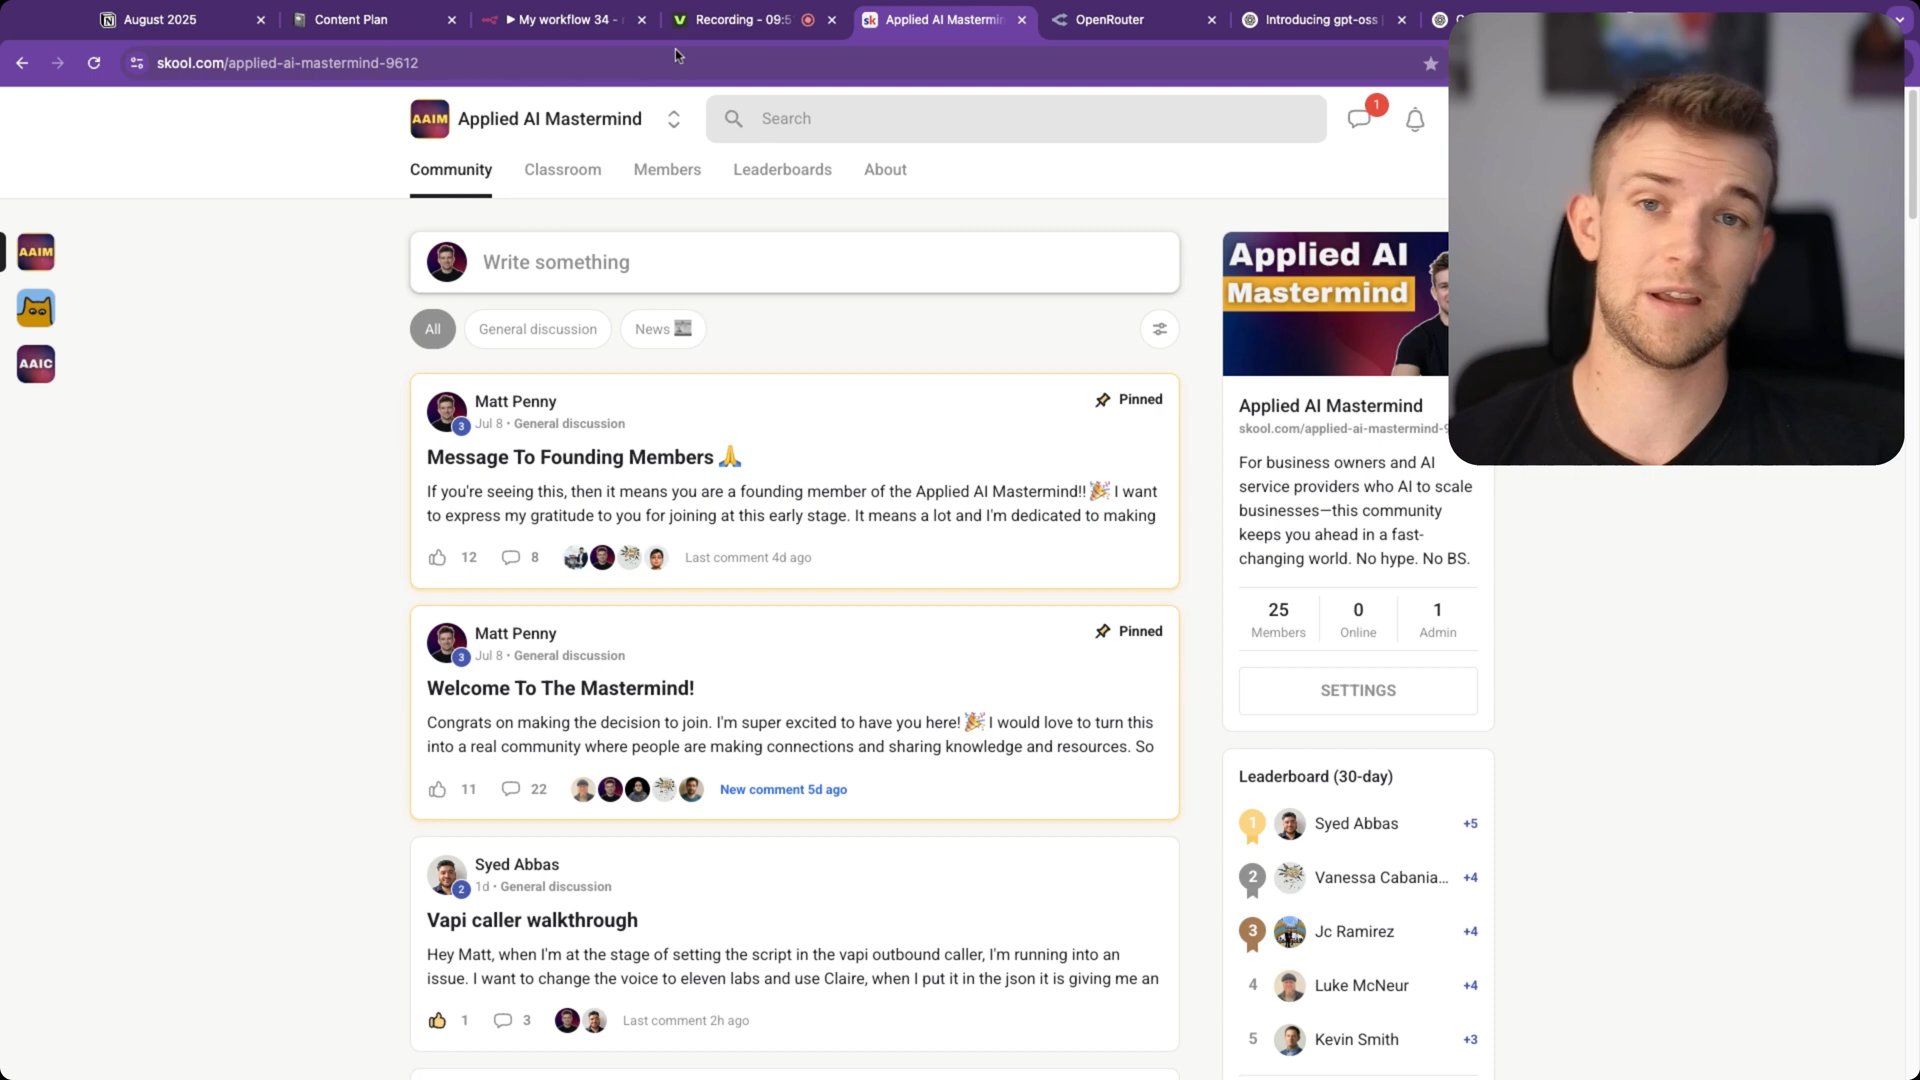 August 2025
Content Plan
My workflow 34 -
Recording - 09:5
sk
Applied AI Mastermin
OpenRouter
Introducing gpt-oss
skool.com/applied-ai-mastermind-9612
AAIM
Applied AI Mastermind
Search
1
Community
Classroom
Members
Leaderboards
About
AAIM
AAIC
Write something
All
General discussion
News
Matt Penny
3
Jul 8 • General discussion
Pinned
Message To Founding Members 🙏
If you're seeing this, then it means you are a founding member of the Applied AI Mastermind!! 🎉 I want
to express my gratitude to you for joining at this early stage. It means a lot and I'm dedicated to making
12
8
Last comment 4d ago
Matt Penny
3
Jul 8 • General discussion
Pinned
Welcome To The Mastermind!
Congrats on making the decision to join. I'm super excited to have you here! 🎉 I would love to turn this
into a real community where people are making connections and sharing knowledge and resources. So
11
22
New comment 5d ago
Syed Abbas
2
1d • General discussion
Vapi caller walkthrough
Hey Matt, when I'm at the stage of setting the script in the vapi outbound caller, I'm running into an
issue. I want to change the voice to eleven labs and use Claire, when I put it in the json it is giving me an
1
3
Last comment 2h ago
Applied AI
Mastermind
Applied AI Mastermind
skool.com/applied-ai-mastermind-9
For business owners and AI
service providers who AI to scale
businesses—this community
keeps you ahead in a fast-
changing world. No hype. No BS.
25
Members
0
Online
1
Admin
SETTINGS
Leaderboard (30-day)
1 Syed Abbas +5
2 Vanessa Cabania... +4
3 Jc Ramirez +4
4 Luke McNeur +4
5 Kevin Smith +3